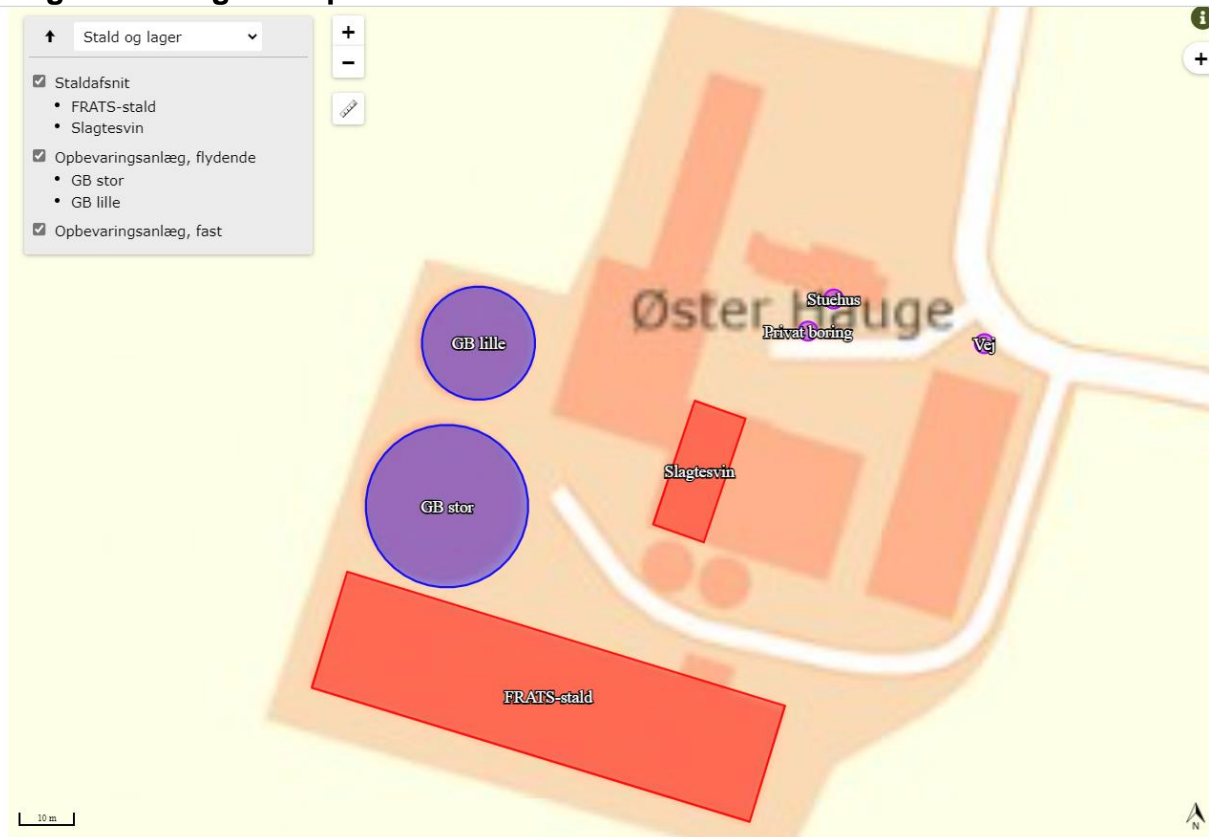 Stald og lager
Staldafsnit
FRATS-stald
Slagtesvin
Opbevaringsanlæg, flydende
GB stor
GB lille
Opbevaringsanlæg, fast
+
−
i
+
Øster Hauge
Stuehus
Privat boring
Vej
GB lille
Slagtesvin
GB stor
FRATS-stald
10 m
N